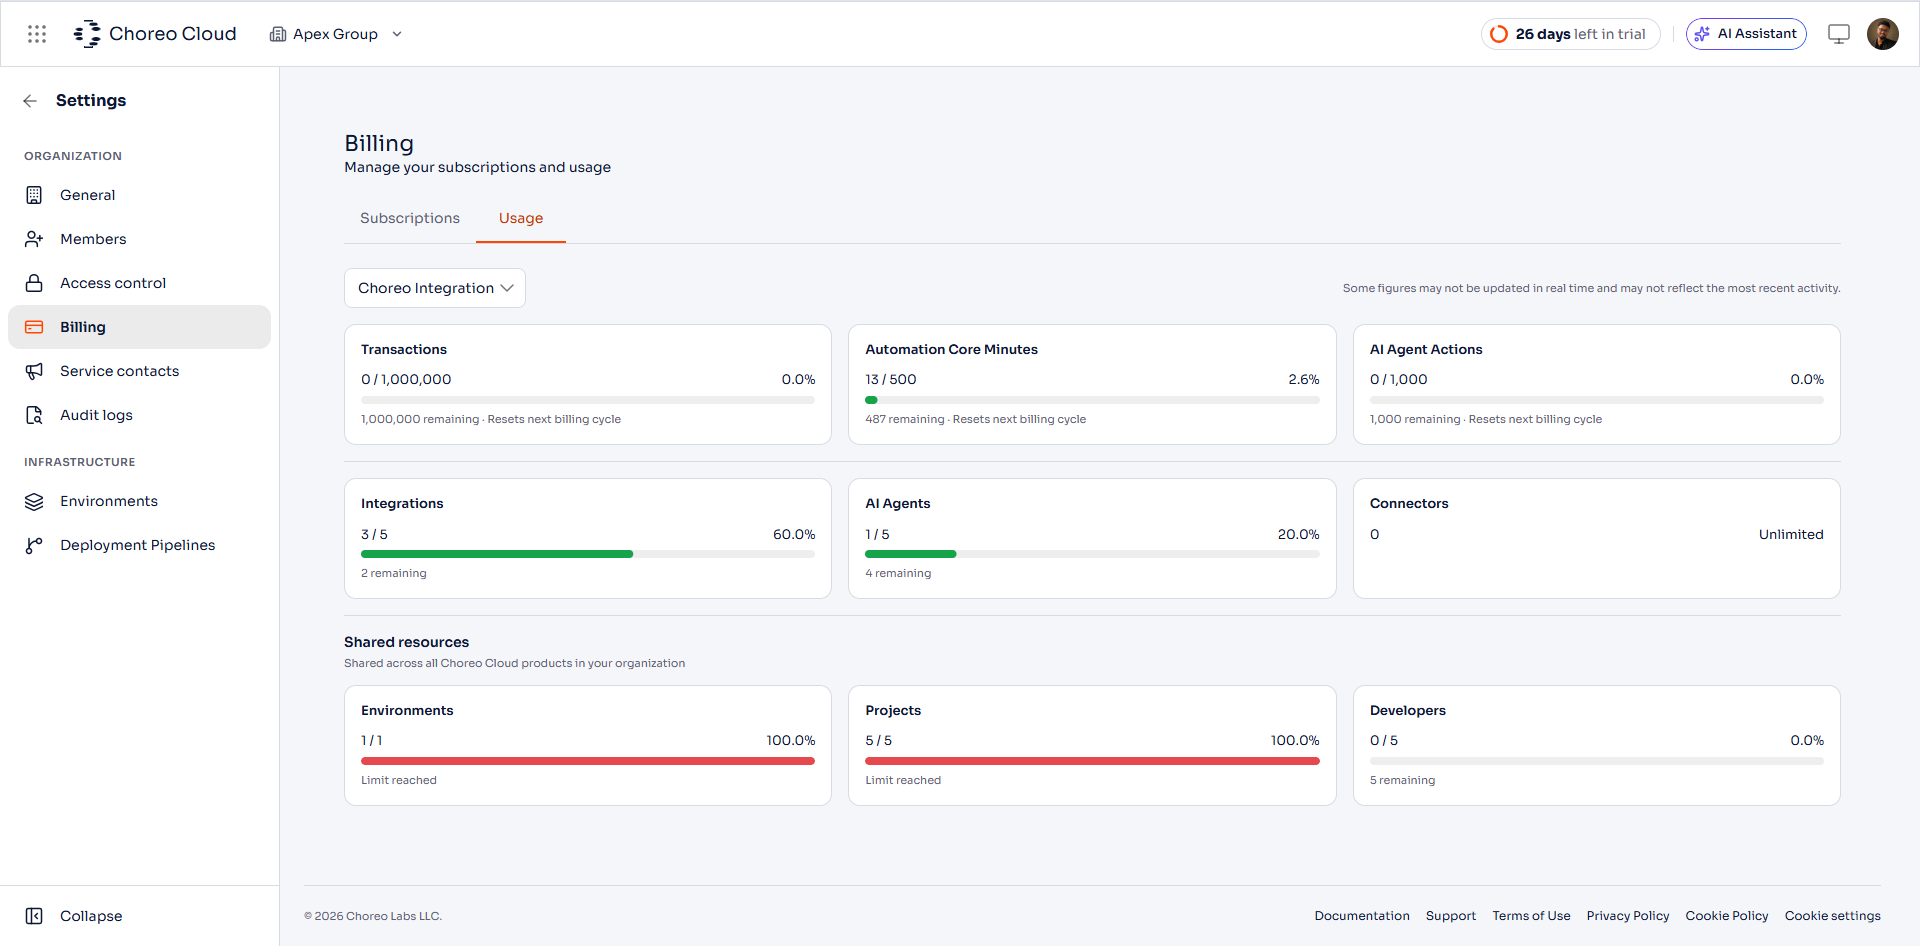 Choreo Cloud
Apex Group
26 days left in trial
AI Assistant
Settings
ORGANIZATION
General
Members
Access control
Billing
Service contacts
Audit logs
INFRASTRUCTURE
Environments
Deployment Pipelines
Collapse
Billing
Manage your subscriptions and usage
Subscriptions
Usage
Choreo Integration
Some figures may not be updated in real time and may not reflect the most recent activity.
Transactions
0 / 1,000,000
0.0%
1,000,000 remaining · Resets next billing cycle
Automation Core Minutes
13 / 500
2.6%
487 remaining · Resets next billing cycle
AI Agent Actions
0 / 1,000
0.0%
1,000 remaining · Resets next billing cycle
Integrations
3 / 5
60.0%
2 remaining
AI Agents
1 / 5
20.0%
4 remaining
Connectors
0
Unlimited
Shared resources
Shared across all Choreo Cloud products in your organization
Environments
1 / 1
100.0%
Limit reached
Projects
5 / 5
100.0%
Limit reached
Developers
0 / 5
0.0%
5 remaining
© 2026 Choreo Labs LLC.
Documentation
Support
Terms of Use
Privacy Policy
Cookie Policy
Cookie settings